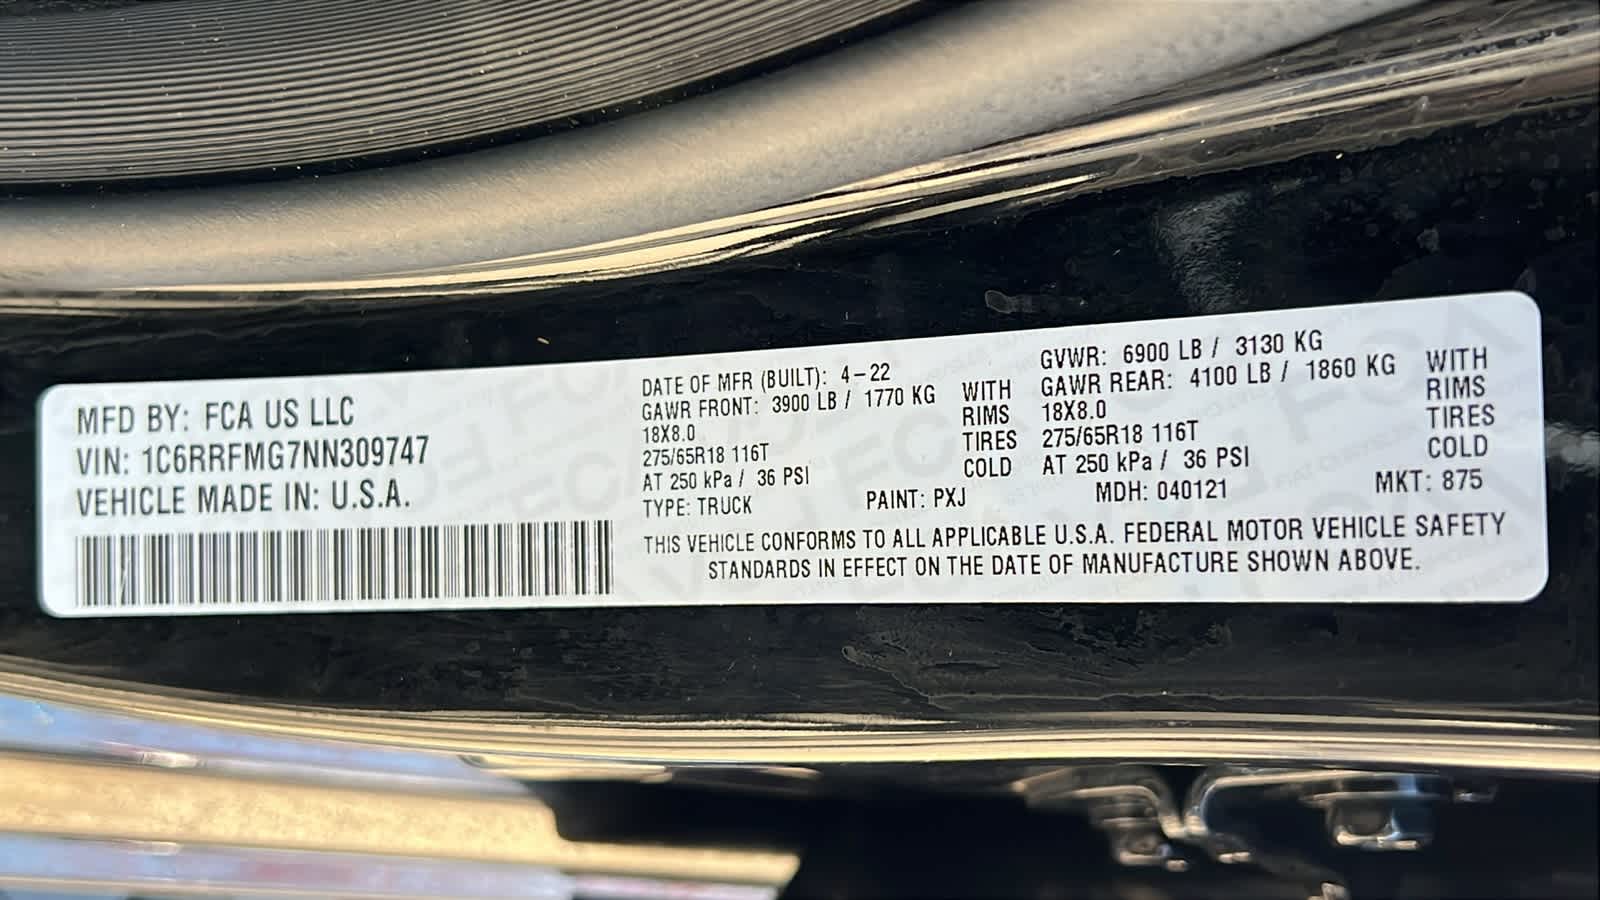 MFD BY: FCA US LLC
VIN: 1C6RRFMG7NN309747
VEHICLE MADE IN: U.S.A.
DATE OF MFR (BUILT): 4-22
GAWR FRONT: 3900 LB / 1770 KG WITH
18X8.0 RIMS
275/65R18 116T TIRES
AT 250 kPa / 36 PSI COLD
GVWR: 6900 LB / 3130 KG
GAWR REAR: 4100 LB / 1860 KG WITH
18X8.0 RIMS
275/65R18 116T TIRES
AT 250 kPa / 36 PSI COLD
TYPE: TRUCK PAINT: PXJ MDH: 040121 MKT: 875
THIS VEHICLE CONFORMS TO ALL APPLICABLE U.S.A. FEDERAL MOTOR VEHICLE SAFETY
STANDARDS IN EFFECT ON THE DATE OF MANUFACTURE SHOWN ABOVE.